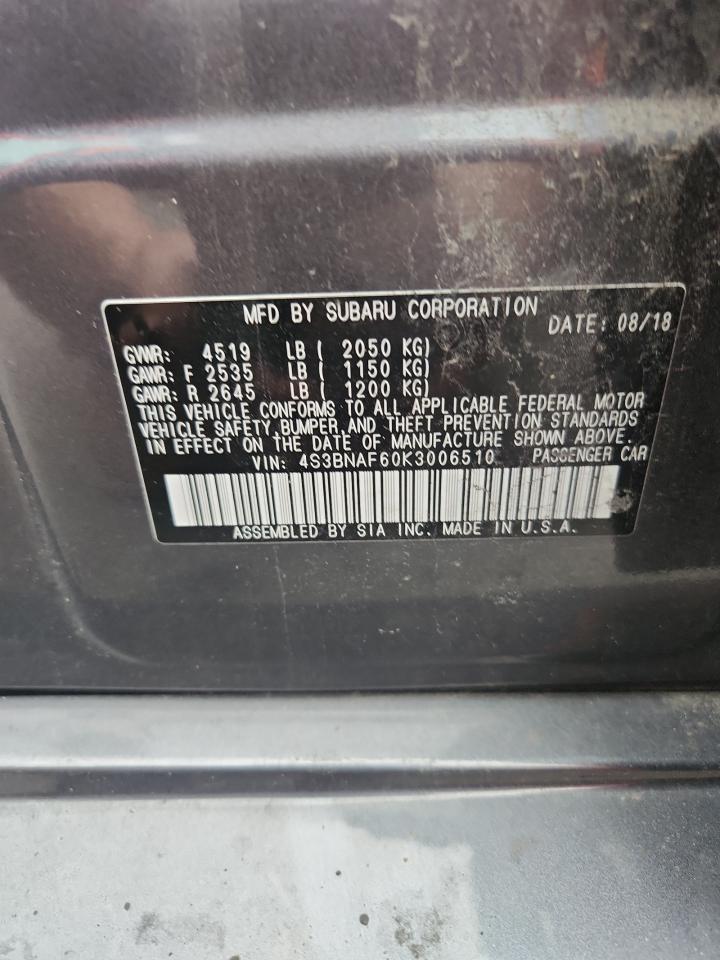 MFD BY SUBARU CORPORATION DATE: 08/18
GVWR: 4519 LB ( 2050 KG)
GAWR: F 2535 LB ( 1150 KG)
GAWR: R 2645 LB ( 1200 KG)
THIS VEHICLE CONFORMS TO ALL APPLICABLE FEDERAL MOTOR
VEHICLE SAFETY,BUMPER,AND THEFT PREVENTION STANDARDS
IN EFFECT ON THE DATE OF MANUFACTURE SHOWN ABOVE.
VIN: 4S3BNAF60K3006510 PASSENGER CAR
ASSEMBLED BY SIA INC. MADE IN U.S.A.